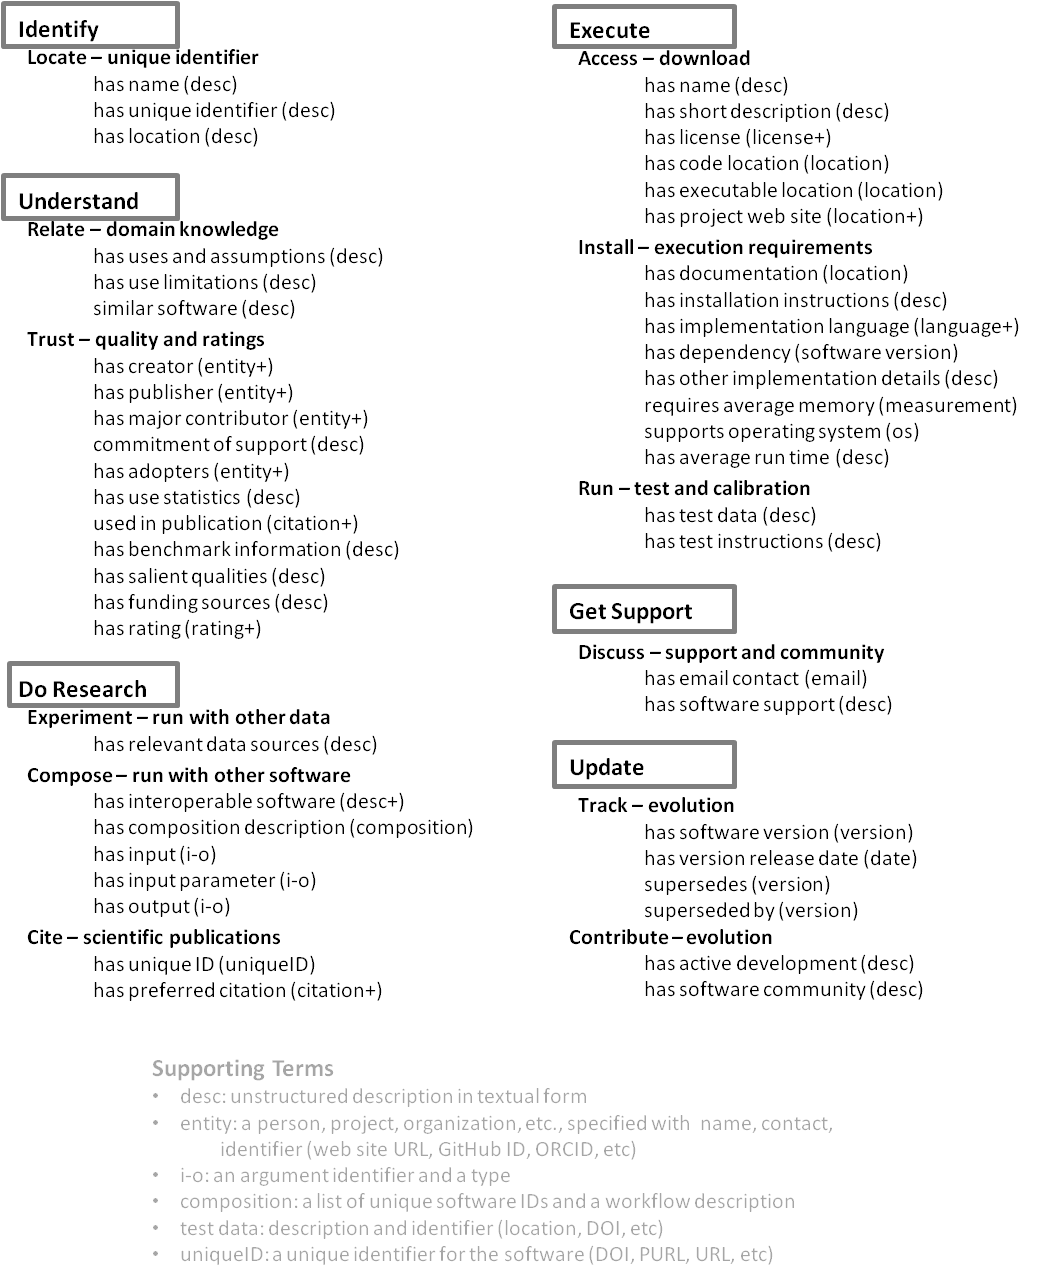 Identify
Locate – unique identifier
has name (desc)
has unique identifier (desc)
has location (desc)
Understand
Relate – domain knowledge
has uses and assumptions (desc)
has use limitations (desc)
similar software (desc)
Trust – quality and ratings
has creator (entity+)
has publisher (entity+)
has major contributor (entity+)
commitment of support (desc)
has adopters (entity+)
has use statistics (desc)
used in publication (citation+)
has benchmark information (desc)
has salient qualities (desc)
has funding sources (desc)
has rating (rating+)
Do Research
Experiment – run with other data
has relevant data sources (desc)
Compose – run with other software
has interoperable software (desc+)
has composition description (composition)
has input (i-o)
has input parameter (i-o)
has output (i-o)
Cite – scientific publications
has unique ID (uniqueID)
has preferred citation (citation+)
Execute
Access – download
has name (desc)
has short description (desc)
has license (license+)
has code location (location)
has executable location (location)
has project web site (location+)
Install – execution requirements
has documentation (location)
has installation instructions (desc)
has implementation language (language+)
has dependency (software version)
has other implementation details (desc)
requires average memory (measurement)
supports operating system (os)
has average run time (desc)
Run – test and calibration
has test data (desc)
has test instructions (desc)
Get Support
Discuss – support and community
has email contact (email)
has software support (desc)
Update
Track – evolution
has software version (version)
has version release date (date)
supersedes (version)
superseded by (version)
Contribute – evolution
has active development (desc)
has software community (desc)
Supporting Terms
• desc: unstructured description in textual form
• entity: a person, project, organization, etc., specified with name, contact,
identifier (web site URL, GitHub ID, ORCID, etc)
• i-o: an argument identifier and a type
• composition: a list of unique software IDs and a workflow description
• test data: description and identifier (location, DOI, etc)
• uniqueID: a unique identifier for the software (DOI, PURL, URL, etc)